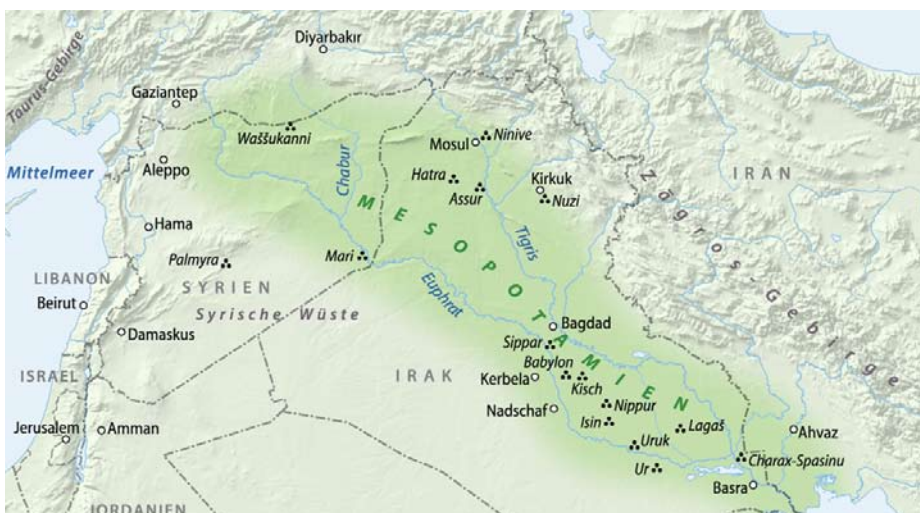 Diyarbakır
Taurus-Gebirge
Gaziantep
Waššukanni
Ninive
Mosul
Mittelmeer
Aleppo
Chabur
Hatra
Assur
Kirkuk
Nuzi
IRAN
Zagros-Gebirge
MESOPOTAMIEN
Hama
Tigris
Palmyra
Mari
LIBANON
SYRIEN
Euphrat
Beirut
Syrische Wüste
Damaskus
Bagdad
Sippar
Babylon
ISRAEL
IRAK
Kerbela
Kisch
Nadschaf
Nippur
Isin
Lagaš
Jerusalem
Amman
Uruk
Ahvaz
Ur
Charax-Spasinu
Basra
JORDANIEN